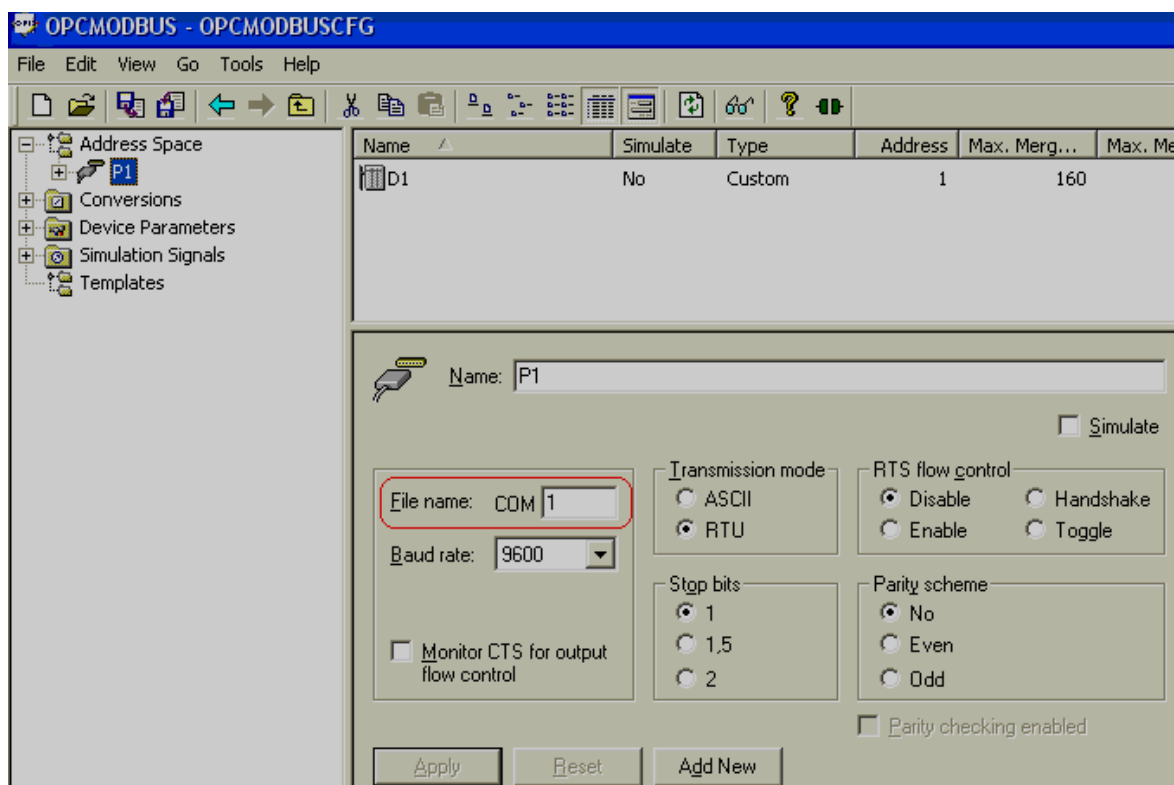 OPCMODBUS - OPCMODBUSCFG
File Edit View Go Tools Help
Address Space
P1
Conversions
Device Parameters
Simulation Signals
Templates
Name Simulate Type Address Max. Merg... Max. Me
D1 No Custom 1 160
Name: P1
Simulate
File name: COM 1
Baud rate: 9600
Monitor CTS for output
flow control
Transmission mode
ASCII
RTU
RTS flow control
Disable Handshake
Enable Toggle
Stop bits
1
1,5
2
Parity scheme
No
Even
Odd
Parity checking enabled
Apply Reset Add New